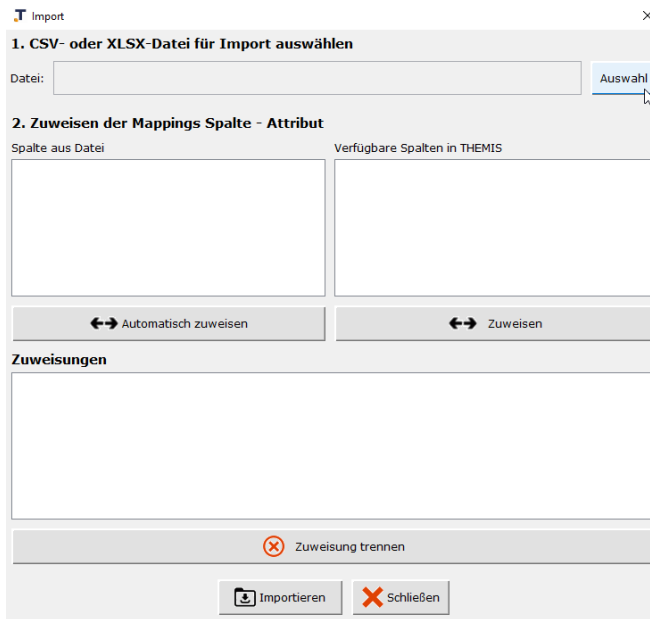 Import
1. CSV- oder XLSX-Datei für Import auswählen
Datei:
Auswahl
2. Zuweisen der Mappings Spalte - Attribut
Spalte aus Datei
Verfügbare Spalten in THEMIS
Automatisch zuweisen
Zuweisen
Zuweisungen
Zuweisung trennen
Importieren
Schließen